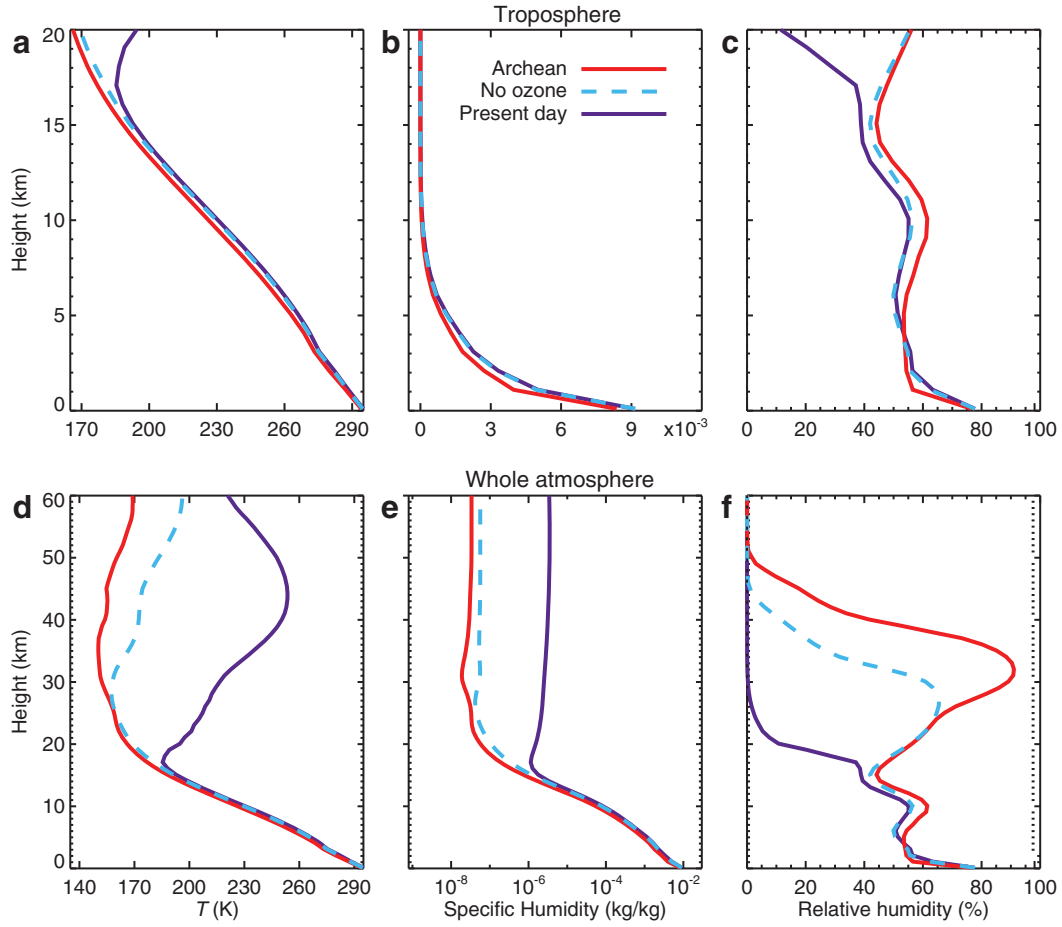 Troposphere
a
b
c
Archean
No ozone
Present day
Height (km)
20
15
10
5
0
170 200 230 260 290
0 3 6 9 x10-3
0 20 40 60 80 100
Whole atmosphere
d
e
f
Height (km)
60
50
40
30
20
10
0
140 170 200 230 260 290
10-8 10-6 10-4 10-2
0 20 40 60 80 100
T (K)
Specific Humidity (kg/kg)
Relative humidity (%)